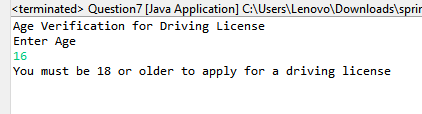 <terminated> Question7 [Java Application] C:\Users\Lenovo\Downloads\sprin
Age Verification for Driving License
Enter Age
16
You must be 18 or older to apply for a driving license